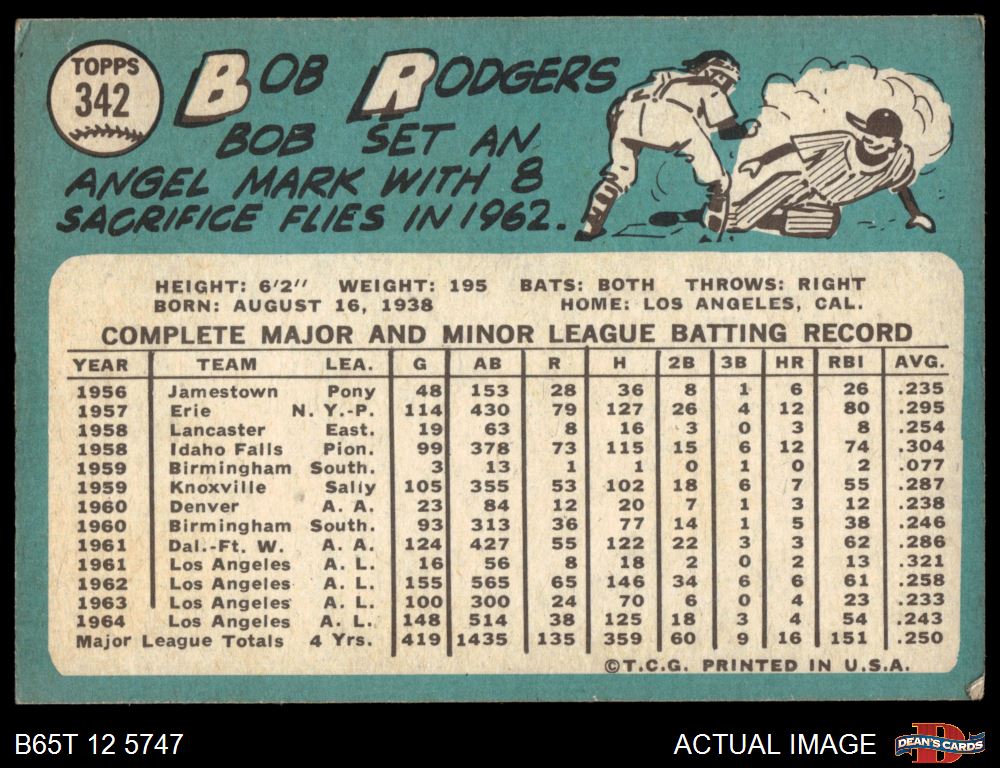 TOPPS
342
BOB RODGERS
BOB SET AN
ANGEL MARK WITH 8
SACRIFICE FLIES IN 1962.
HEIGHT: 6'2" WEIGHT: 195 BATS: BOTH THROWS: RIGHT
BORN: AUGUST 16, 1938 HOME: LOS ANGELES, CAL.
COMPLETE MAJOR AND MINOR LEAGUE BATTING RECORD
YEAR TEAM LEA. G AB R H 2B 3B HR RBI AVG.
1956 Jamestown Pony 48 153 28 36 8 1 6 26 .235
1957 Erie N. Y.-P. 114 430 79 127 26 4 12 80 .295
1958 Lancaster East. 19 63 8 16 3 0 3 8 .254
1958 Idaho Falls Pion. 99 378 73 115 15 6 12 74 .304
1959 Birmingham South. 3 13 1 1 0 1 0 2 .077
1959 Knoxville Sally 105 355 53 102 18 6 7 55 .287
1960 Denver A. A. 23 84 12 20 7 1 3 12 .238
1960 Birmingham South. 93 313 36 77 14 1 5 38 .246
1961 Dal.-Ft. W. A. A. 124 427 55 122 22 3 3 62 .286
1961 Los Angeles A. L. 16 56 8 18 2 0 2 13 .321
1962 Los Angeles A. L. 155 565 65 146 34 6 6 61 .258
1963 Los Angeles A. L. 100 300 24 70 6 0 4 23 .233
1964 Los Angeles A. L. 148 514 38 125 18 3 4 54 .243
Major League Totals 4 Yrs. 419 1435 135 359 60 9 16 151 .250
©T.C.G. PRINTED IN U.S.A.
B65T 12 5747
ACTUAL IMAGE
D
DEAN'S CARDS